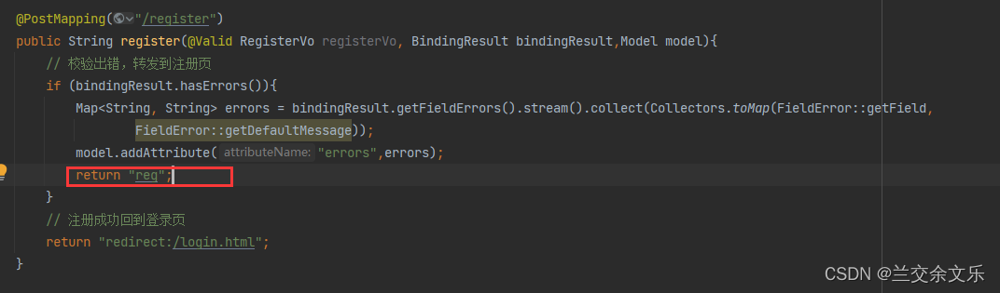 @PostMapping("/reqister")
public String register(@Valid RegisterVo registerVo, BindingResult bindingResult,Model model){
// 校验出错，转发到注册页
if (bindingResult.hasErrors()){
Map<String, String> errors = bindingResult.getFieldErrors().stream().collect(Collectors.toMap(FieldError::getField,
FieldError::getDefaultMessage));
model.addAttribute( attributeName: "errors",errors);
return "req";
}
// 注册成功回到登录页
return "redirect:/login.html";
}
CSDN @兰交余文乐